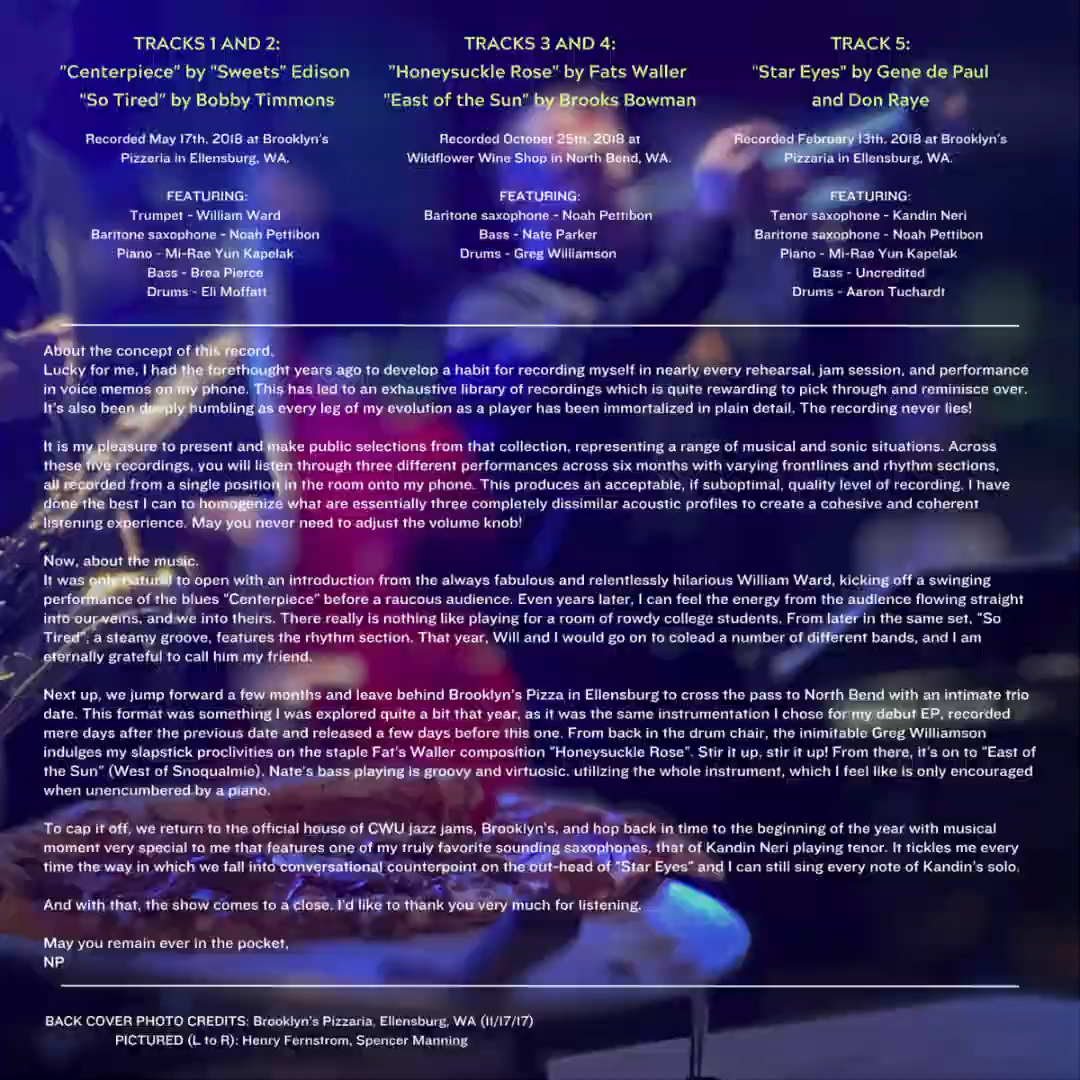 TRACKS 1 AND 2:
"Centerpiece" by "Sweets" Edison
"So Tired" by Bobby Timmons
Recorded May 17th, 2018 at Brooklyn's
Pizzeria in Ellensburg, WA.
FEATURING:
Trumpet - William Ward
Baritone saxophone - Noah Pettibon
Piano - Mi-Rae Yun Kapelak
Bass - Brea Pierce
Drums - Eli Moffatt
TRACKS 3 AND 4:
"Honeysuckle Rose" by Fats Waller
"East of the Sun" by Brooks Bowman
Recorded October 25th, 2018 at
Wildflower Wine Shop in North Bend, WA.
FEATURING:
Baritone saxophone - Noah Pettibon
Bass - Nate Parker
Drums - Greg Williamson
TRACK 5:
"Star Eyes" by Gene de Paul
and Don Raye
Recorded February 13th, 2018 at Brooklyn's
Pizzaria in Ellensburg, WA.
FEATURING:
Tenor saxophone - Kandin Neri
Baritone saxophone - Noah Pettibon
Piano - Mi-Rae Yun Kapelak
Bass - Uncredited
Drums - Aaron Tuchardt
About the concept of this record.
Lucky for me, I had the forethought years ago to develop a habit for recording myself in nearly every rehearsal, jam session, and performance
in voice memos on my phone. This has led to an exhaustive library of recordings which is quite rewarding to pick through and reminisce over.
It's also been deeply humbling as every leg of my evolution as a player has been immortalized in plain detail. The recording never lies!
It is my pleasure to present and make public selections from that collection, representing a range of musical and sonic situations. Across
these five recordings, you will listen through three different performances across six months with varying frontlines and rhythm sections,
all recorded from a single position in the room onto my phone. This produces an acceptable, if suboptimal, quality level of recording. I have
done the best I can to homogenize what are essentially three completely dissimilar acoustic profiles to create a cohesive and coherent
listening experience. May you never need to adjust the volume knob!
Now, about the music.
It was only natural to open with an introduction from the always fabulous and relentlessly hilarious William Ward, kicking off a swinging
performance of the blues "Centerpiece" before a raucous audience. Even years later, I can feel the energy from the audience flowing straight
into our veins, and we into theirs. There really is nothing like playing for a room of rowdy college students. From later in the same set, "So
Tired", a steamy groove, features the rhythm section. That year, Will and I would go on to colead a number of different bands, and I am
eternally grateful to call him my friend.
Next up, we jump forward a few months and leave behind Brooklyn's Pizza in Ellensburg to cross the pass to North Bend with an intimate trio
date. This format was something I was explored quite a bit that year, as it was the same instrumentation I chose for my debut EP, recorded
mere days after the previous date and released a few days before this one. From back in the drum chair, the inimitable Greg Williamson
indulges my slapstick proclivities on the staple Fat's Waller composition "Honeysuckle Rose". Stir it up, stir it up! From there, it's on to "East of
the Sun" (West of Snoqualmie). Nate's bass playing is groovy and virtuosic. utilizing the whole instrument, which I feel like is only encouraged
when unencumbered by a piano.
To cap it off, we return to the official house of CWU jazz jams, Brooklyn's, and hop back in time to the beginning of the year with musical
moment very special to me that features one of my truly favorite sounding saxophones, that of Kandin Neri playing tenor. It tickles me every
time the way in which we fall into conversational counterpoint on the out-head of "Star Eyes" and I can still sing every note of Kandin's solo.
And with that, the show comes to a close. I'd like to thank you very much for listening.
May you remain ever in the pocket,
NP
BACK COVER PHOTO CREDITS: Brooklyn's Pizzaria, Ellensburg, WA (11/17/17)
PICTURED (L to R): Henry Fernstrom, Spencer Manning